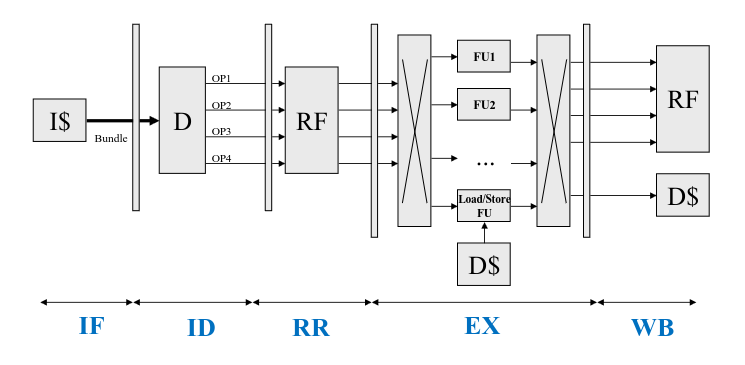 I$
Bundle
D
OP1
OP2
OP3
OP4
RF
FU1
FU2
...
Load/Store
FU
D$
RF
D$
IF
ID
RR
EX
WB